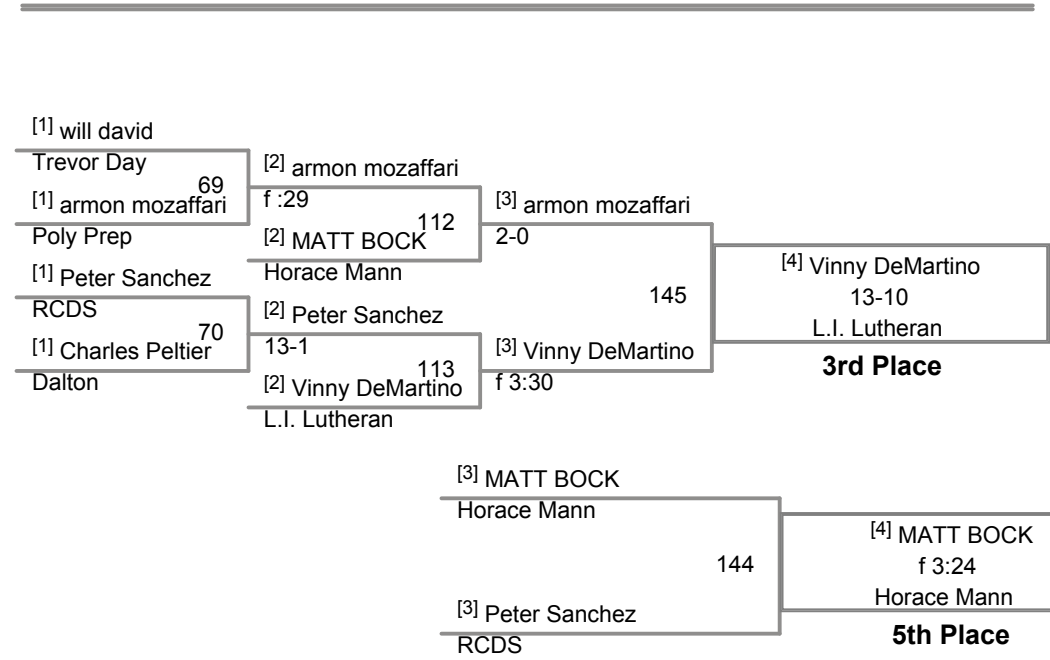 [1] will david
Trevor Day
69
[1] armon mozaffari
Poly Prep
[1] Peter Sanchez
RCDS
70
[1] Charles Peltier
Dalton
[2] armon mozaffari
f :29
112
[2] MATT BOCK
Horace Mann
[2] Peter Sanchez
13-1
113
[2] Vinny DeMartino
L.I. Lutheran
[3] armon mozaffari
2-0
145
[3] Vinny DeMartino
f 3:30
[4] Vinny DeMartino
13-10
L.I. Lutheran
3rd Place
[3] MATT BOCK
Horace Mann
144
[3] Peter Sanchez
RCDS
[4] MATT BOCK
f 3:24
Horace Mann
5th Place